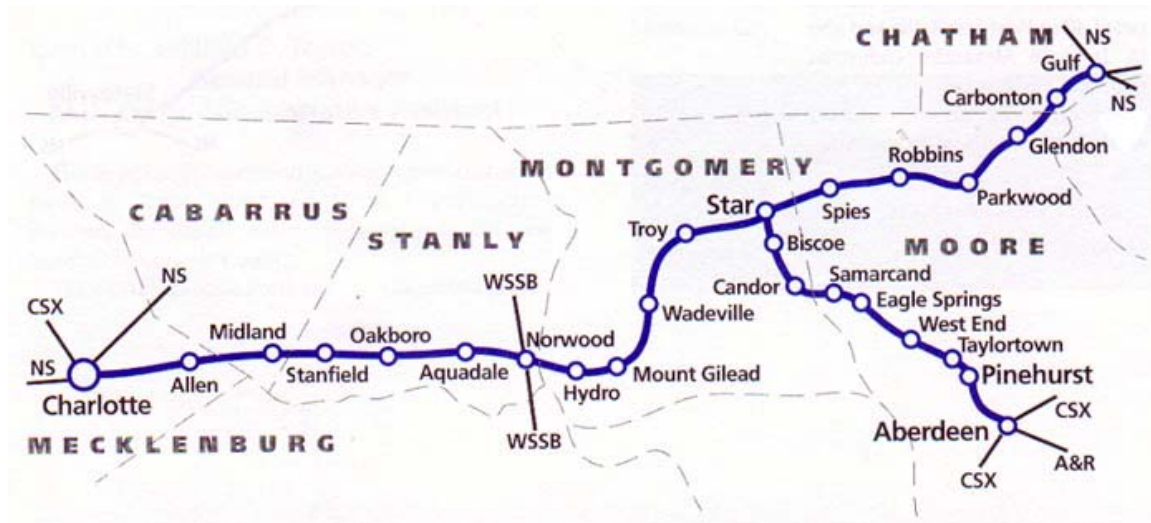 CHATHAM
NS
Gulf
NS
Carbonton
Glendon
Robbins
MONTGOMERY
Parkwood
Spies
Star
CABARRUS
Troy
Biscoe
MOORE
STANLY
Samarcand
NS
WSSB
Candor
Eagle Springs
CSX
Wadeville
West End
Midland
Oakboro
Norwood
Taylortown
NS
Allen
Stanfield
Aquadale
Hydro
Mount Gilead
Pinehurst
Charlotte
CSX
Aberdeen
MECKLENBURG
WSSB
A&R
CSX